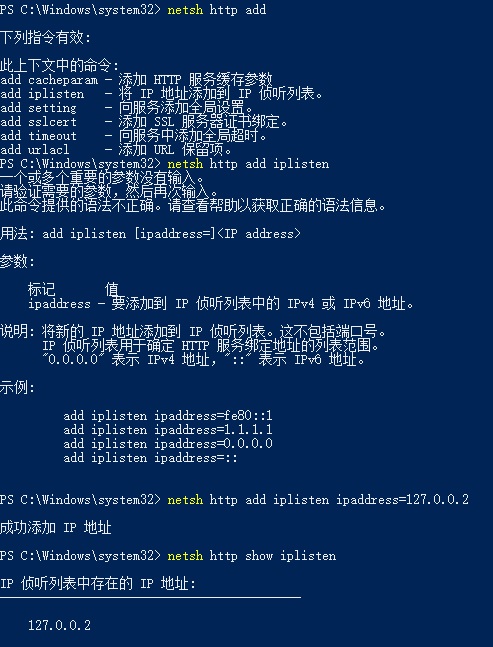 PS C:\Windows\system32> netsh http add
下列指令有效:
此上下文中的命令:
add cacheparam - 添加 HTTP 服务缓存参数
add iplisten   - 将 IP 地址添加到 IP 侦听列表。
add setting    - 向服务添加全局设置。
add sslcert    - 添加 SSL 服务器证书绑定。
add timeout    - 向服务中添加全局超时。
add urlacl     - 添加 URL 保留项。
PS C:\Windows\system32> netsh http add iplisten
一个或多个重要的参数没有输入。
请验证需要的参数，然后再次输入。
此命令提供的语法不正确。请查看帮助以获取正确的语法信息。
用法: add iplisten [ipaddress=]<IP address>
参数:
标记      值
ipaddress - 要添加到 IP 侦听列表中的 IPv4 或 IPv6 地址。
说明: 将新的 IP 地址添加到 IP 侦听列表。这不包括端口号。
IP 侦听列表用于确定 HTTP 服务绑定地址的列表范围。
"0.0.0.0" 表示 IPv4 地址，"::" 表示 IPv6 地址。
示例:
add iplisten ipaddress=fe80::1
add iplisten ipaddress=1.1.1.1
add iplisten ipaddress=0.0.0.0
add iplisten ipaddress=::
PS C:\Windows\system32> netsh http add iplisten ipaddress=127.0.0.2
成功添加 IP 地址
PS C:\Windows\system32> netsh http show iplisten
IP 侦听列表中存在的 IP 地址:
127.0.0.2